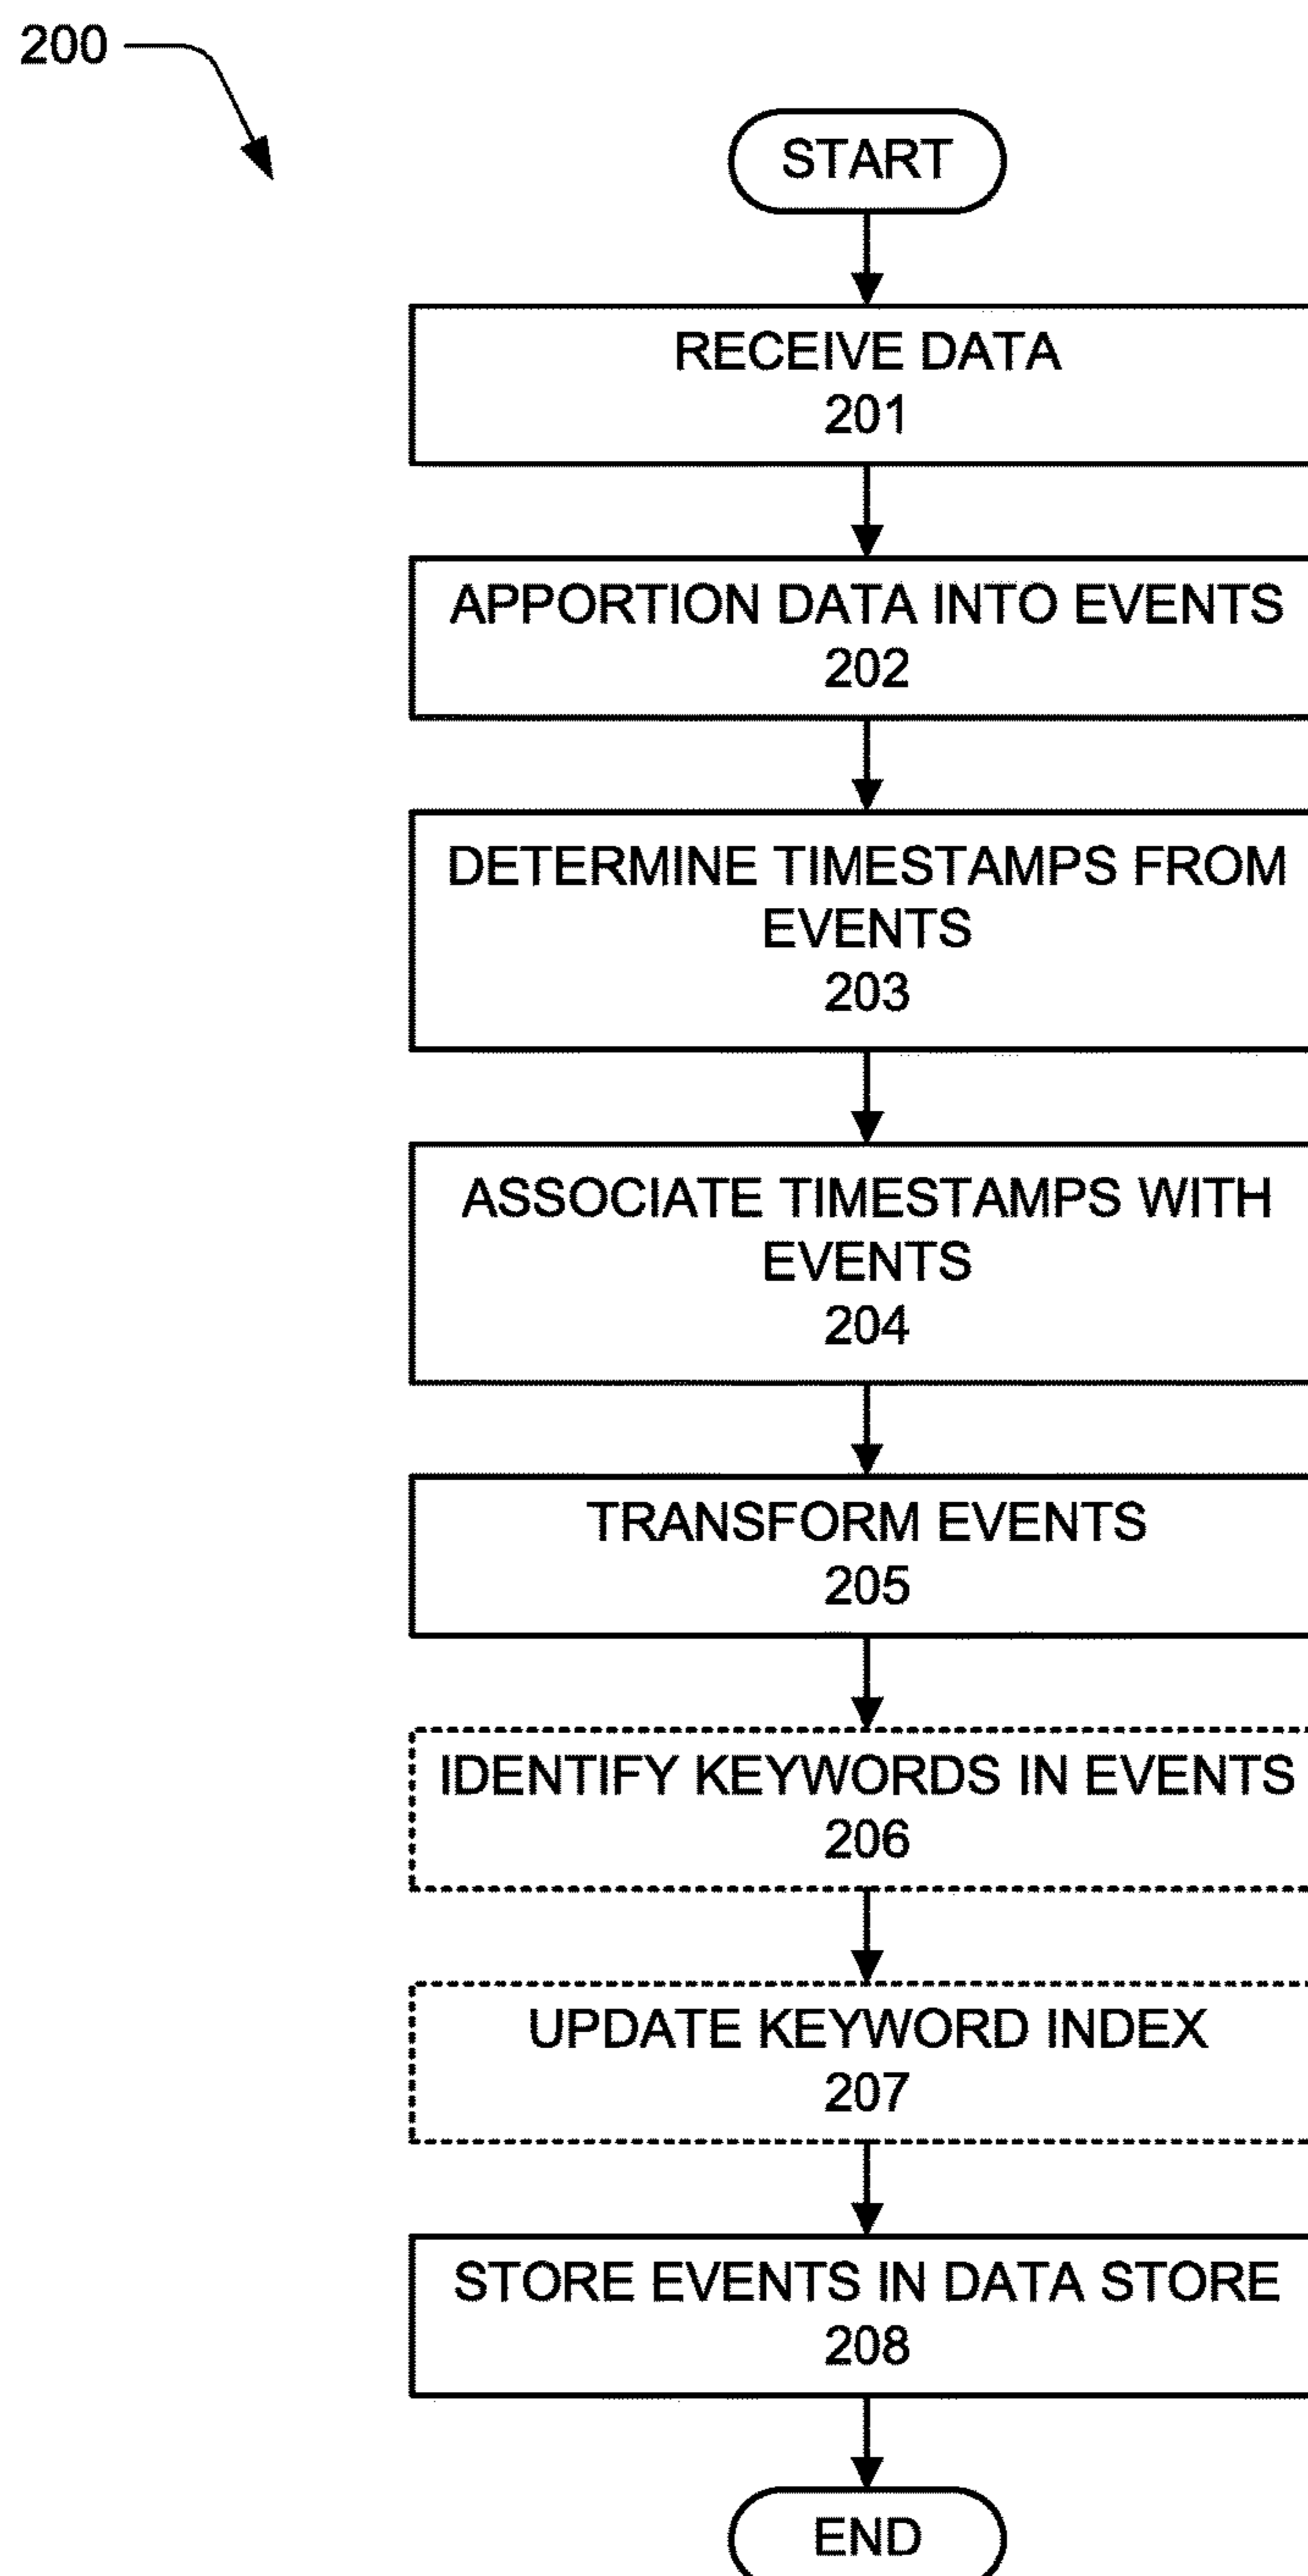 200
START
RECEIVE DATA
201
APPORTION DATA INTO EVENTS
202
DETERMINE TIMESTAMPS FROM
EVENTS
203
ASSOCIATE TIMESTAMPS WITH
EVENTS
204
TRANSFORM EVENTS
205
IDENTIFY KEYWORDS IN EVENTS
206
UPDATE KEYWORD INDEX
207
STORE EVENTS IN DATA STORE
208
END